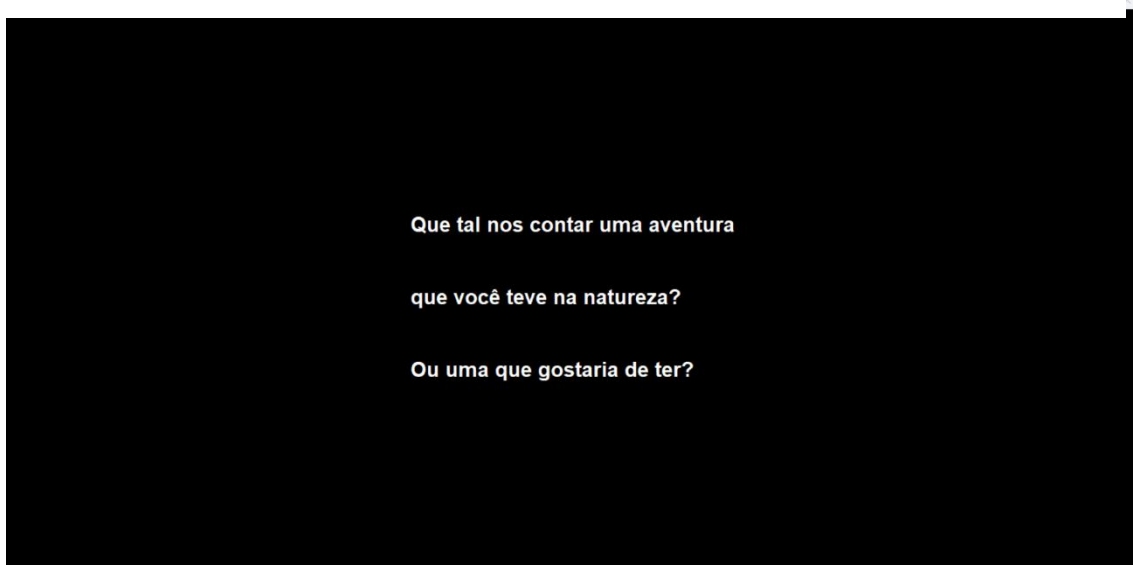 Que tal nos contar uma aventura
que você teve na natureza?
Ou uma que gostaria de ter?